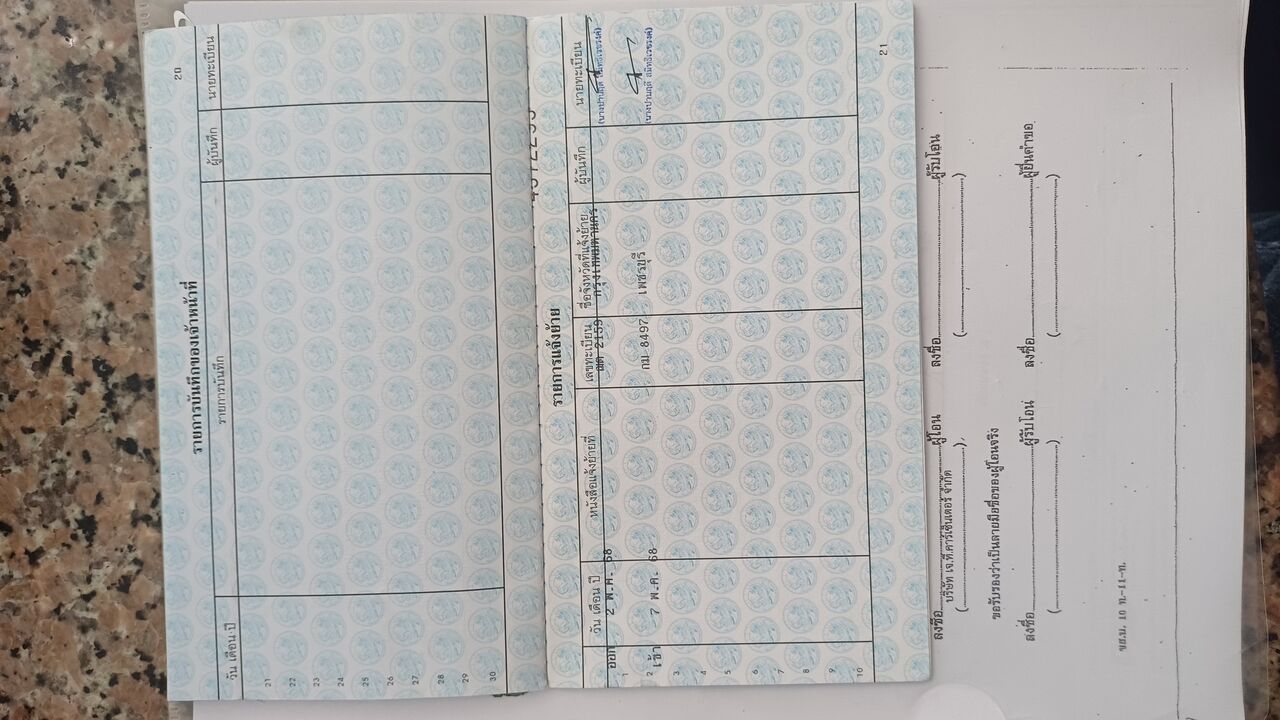 20
รายการบันทึกของเจ้าหน้าที่
วัน เดือน ปี รายการบันทึก ผู้บันทึก นายทะเบียน
21
22
23
24
25
26
27
28
29
30
รายการแจ้งย้าย
วัน เดือน ปี หนังสือแจ้งย้ายที่ เลขทะเบียน ชื่อจังหวัดที่แจ้งย้าย ผู้บันทึก นายทะเบียน
ออก 2 พ.ค. 68 2159 กรุงเทพมหานคร
1
เข้า 7 พ.ค. 68 กม 8497 เพชรบุรี
2
3
4
5
6
7
8
9
10
21
ลงชื่อ ผู้โอน ลงชื่อ ผู้รับโอน
บริษัท เจ.ที.คาร์เซ็นเตอร์ จำกัด
( ) ( )
ขอรับรองว่าเป็นลายมือชื่อของผู้โอนจริง
ลงชื่อ ผู้รับโอน ลงชื่อ ผู้ยื่นคำขอ
( ) ( )